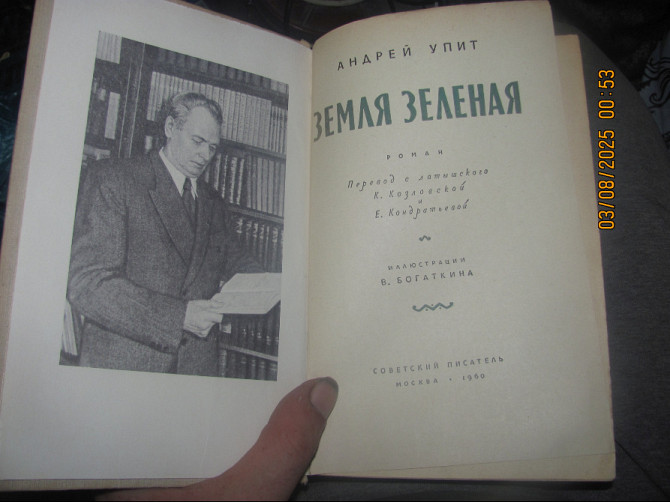 АНДРЕЙ УПИТ
ЗЕМЛЯ ЗЕЛЕНАЯ
РОМАН
Перевод с латышского
К. Козловской
и
Е. Кондратьевой
ИЛЛЮСТРАЦИИ
В. БОГАТКИНА
СОВЕТСКИЙ ПИСАТЕЛЬ
МОСКВА •
03/08/2025 00:53